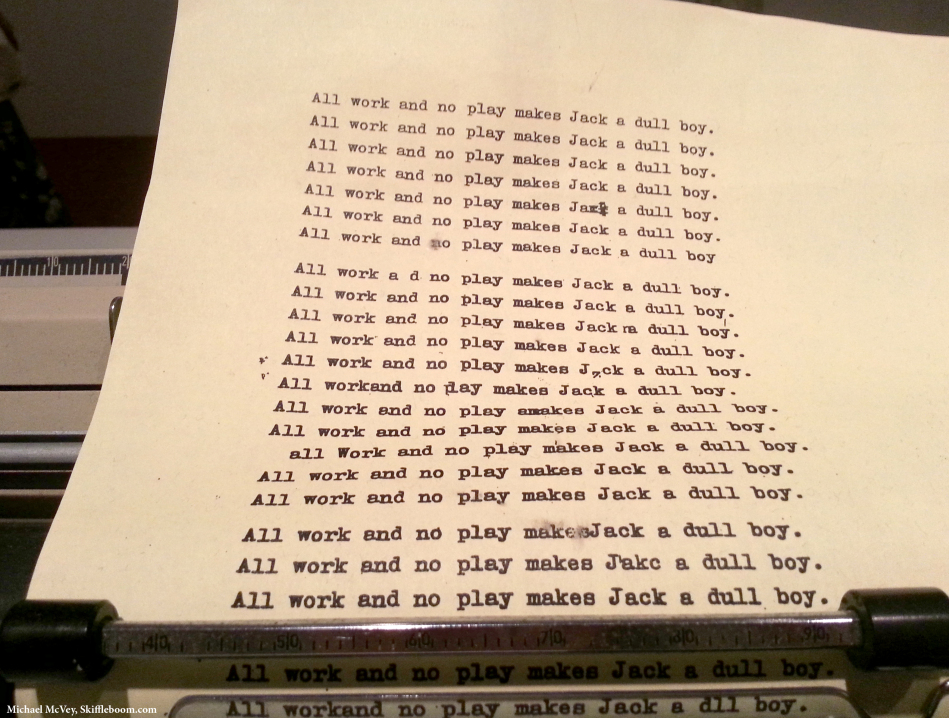 All work and no play makes Jack a dull boy.
All work and no play makes Jack a dull boy.
All work and no play makes Jack a dull boy.
All work and no play makes Jack a dull boy.
All work and no play makes a dull boy.
All work and no play makes Jack a dull boy.
All work and no play makes Jack a dull boy
All work a d no play makes Jack a dull boy.
All work and no play makes Jack a dull boy.
All work and no play makes Jack a dull boy.
All work and no play makes Jack a dull boy.
All work and no play makes J,ck a dull boy.
All workand no play makes Jack a dull boy.
All work and no play amakes Jack a dull boy.
All work and no play makes Jack a dull boy.
all Work and no play makes Jack a dull boy.
All work and no play makes Jack a dull boy.
All work and no play makes Jack a dull boy.
All work and no play makesJack a dull boy.
All work and no play makes Jakc a dull boy.
All work and no play makes Jack a dull boy.
40 50 60 70 80 90
All work and no play makes Jack a dull boy.
All workand no play makes Jack a dll boy.
Michael McVey, Skiffleboom.com